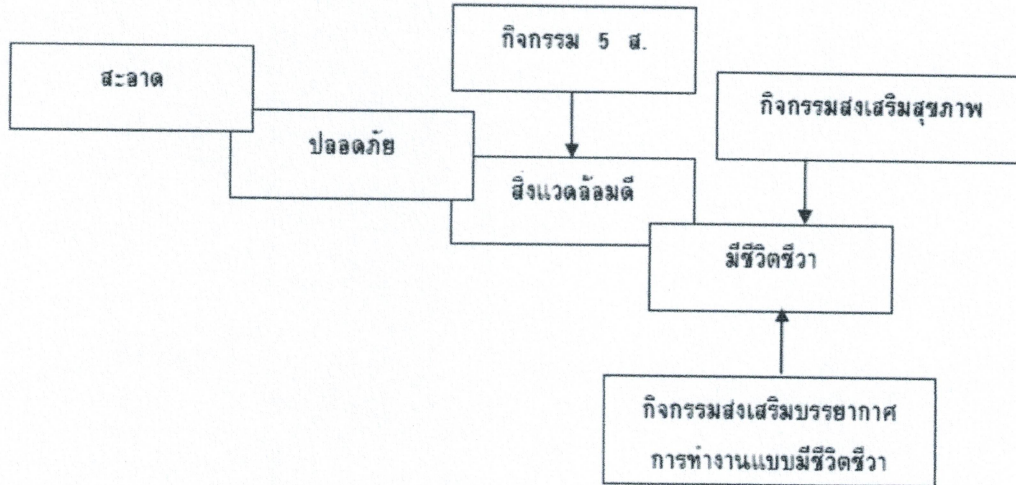 กิจกรรม 5 ส.
สะอาด
กิจกรรมส่งเสริมสุขภาพ
ปลอดภัย
สิ่งแวดล้อมดี
มีชีวิตชีวา
กิจกรรมส่งเสริมบรรยากาศ
การทำงานแบบมีชีวิตชีวา